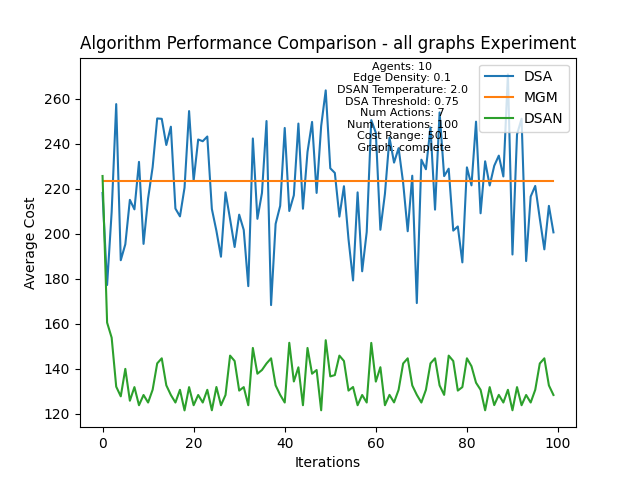 Algorithm Performance Comparison - all graphs Experiment
Agents: 10
Edge Density: 0.1
DSAN Temperature: 2.0
DSA Threshold: 0.75
Num Actions: 7
Num Iterations: 100
Cost Range: 501
Graph: complete
DSA
MGM
DSAN
Average Cost
260
240
220
200
180
160
140
120
0
20
40
60
80
100
Iterations